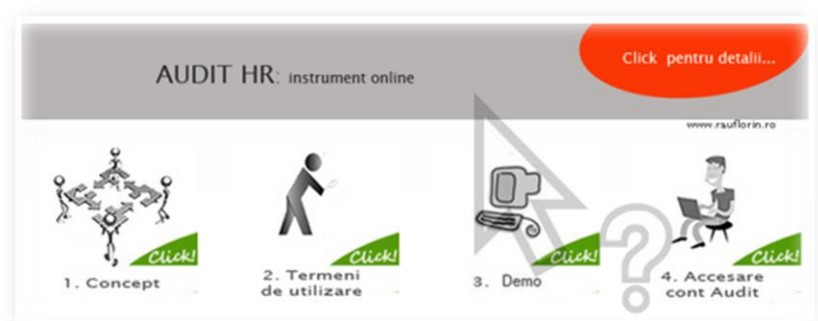 AUDIT HR: instrument online
Click pentru detalii...
www.rauflorin.ro
Click!
Click!
Click!
Click!
1. Concept
2. Termeni
de utilizare
3. Demo
4. Accesare
cont Audit